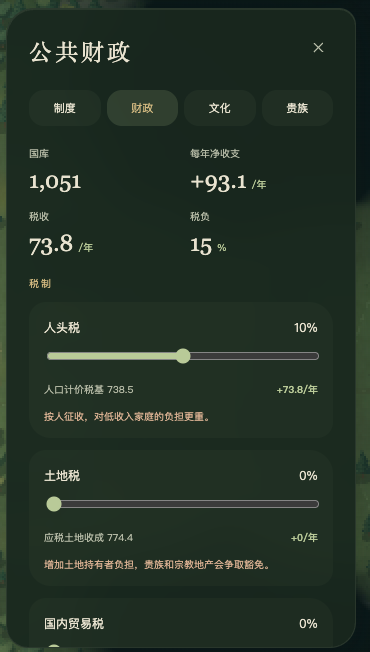 公共财政
制度
财政
文化
贵族
国库
每年净收支
1,051
+93.1 /年
税收
税负
73.8 /年
15 %
税制
人头税 10%
人口计价税基 738.5 +73.8/年
按人征收，对低收入家庭的负担更重。
土地税 0%
应税土地收成 774.4 +0/年
增加土地持有者负担，贵族和宗教地产会争取豁免。
国内贸易税 0%